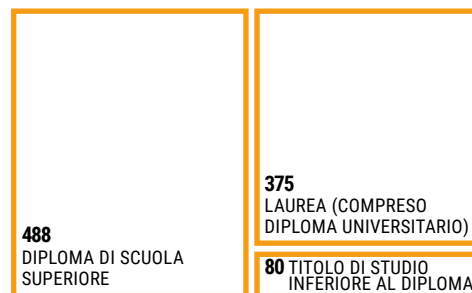 488
DIPLOMA DI SCUOLA
SUPERIORE
375
LAUREA (COMPRESO
DIPLOMA UNIVERSITARIO)
80 TITOLO DI STUDIO
INFERIORE AL DIPLOMA